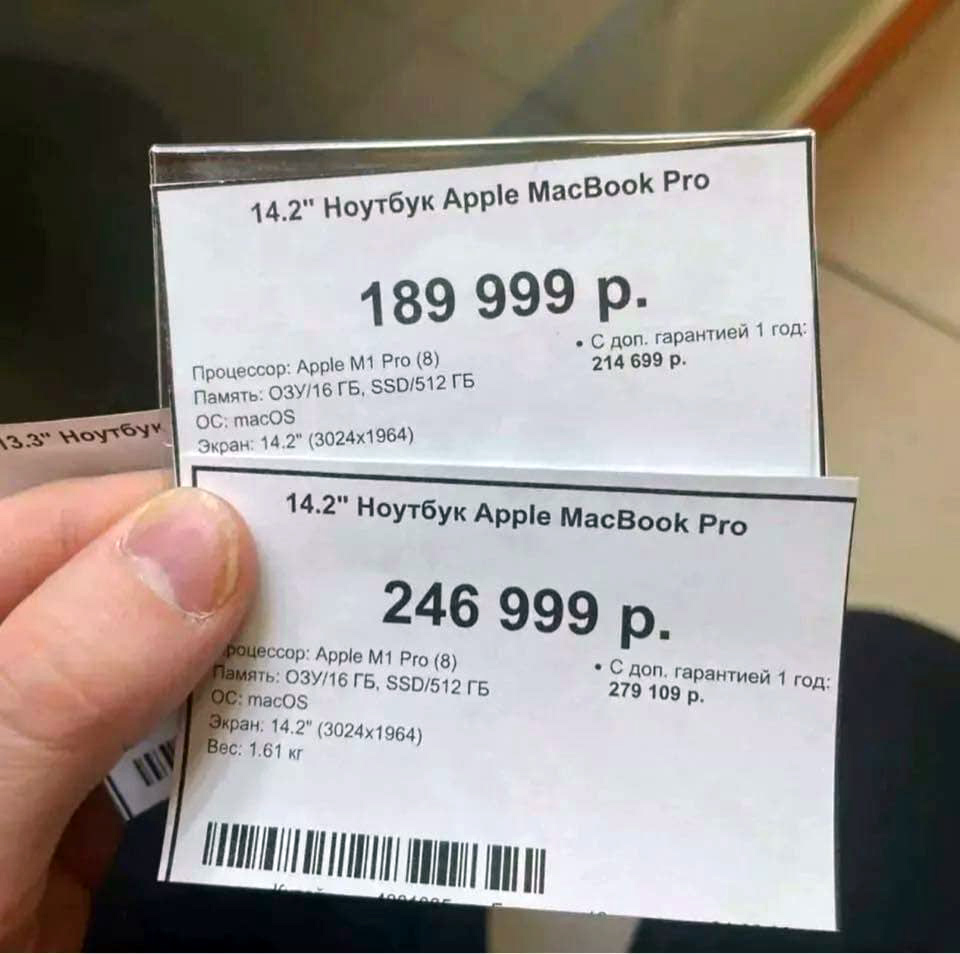 14.2" Ноутбук Apple MacBook Pro
189 999 р.
• С доп. гарантией 1 год:
214 699 р.
Процессор: Apple M1 Pro (8)
Память: ОЗУ/16 ГБ, SSD/512 ГБ
ОС: macOS
Экран: 14.2" (3024x1964)
13.3" Ноутбук
14.2" Ноутбук Apple MacBook Pro
246 999 р.
• С доп. гарантией 1 год:
279 109 р.
роцессор: Apple M1 Pro (8)
Память: ОЗУ/16 ГБ, SSD/512 ГБ
ОС: macOS
Экран: 14.2" (3024x1964)
Вес: 1.61 кг